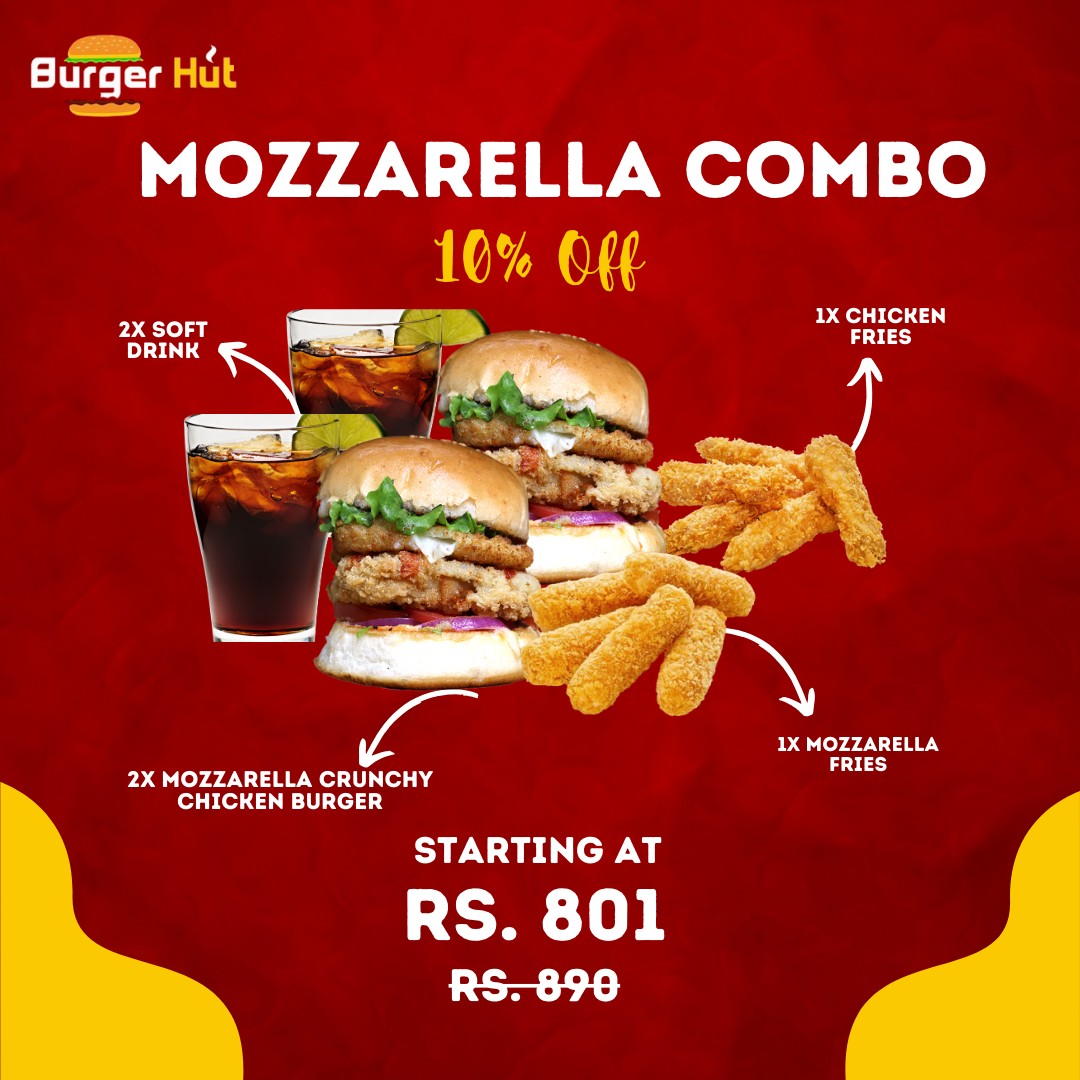 Burger Hut
MOZZARELLA COMBO
10% Off
2X SOFT
DRINK
1X CHICKEN
FRIES
1X MOZZARELLA
FRIES
2X MOZZARELLA CRUNCHY
CHICKEN BURGER
STARTING AT
RS. 801
RS. 890